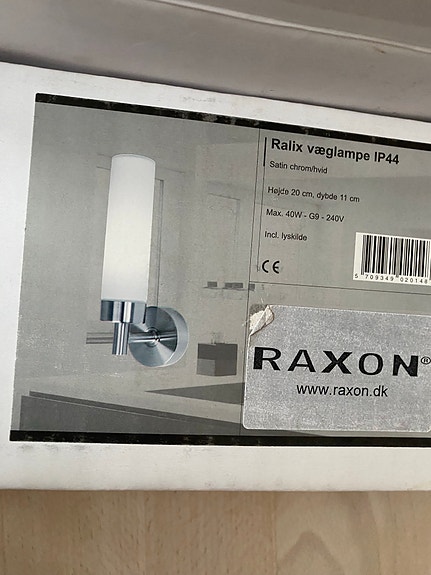 Ralix væglampe IP44
Satin chrom/hvid
Højde 20 cm, dybde 11 cm
Max. 40W - G9 - 240V
Incl. lyskilde
CE
5 709349 020148
RAXON®
www.raxon.dk